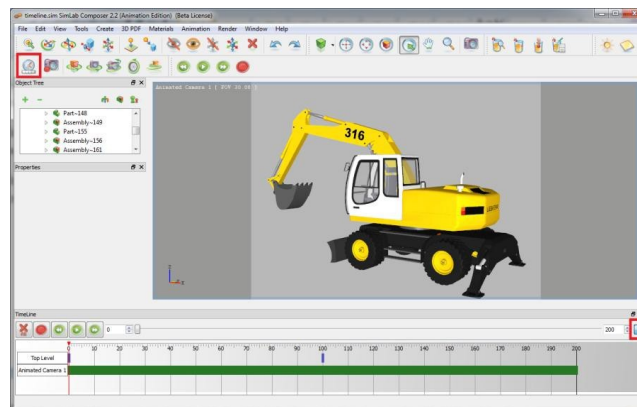 timeline.sim SimLab Composer 2.2 (Animation Edition) (Beta License)
File Edit View Tools Create 3D PDF Materials Animation Render Window Help
Object Tree
Part~148
Assembly~149
Part~155
Assembly~156
Assembly~161
Properties
Animated Camera 1
316
TimeLine
0
200
0 10 20 30 40 50 60 70 80 90 100 110 120 130 140 150 160 170 180 190 200
Top Level
Animated Camera 1